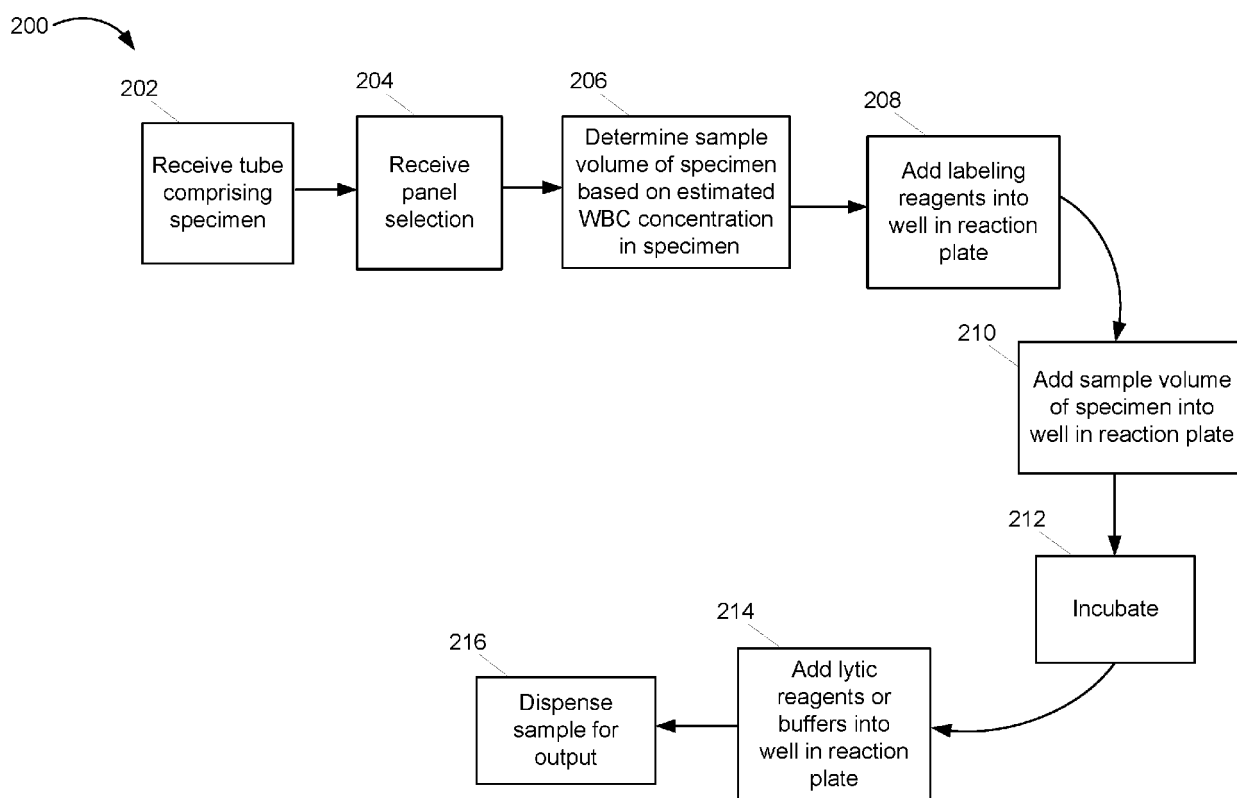 200
202
Receive tube
comprising
specimen
204
Receive
panel
selection
206
Determine sample
volume of specimen
based on estimated
WBC concentration
in specimen
208
Add labeling
reagents into
well in reaction
plate
210
Add sample volume
of specimen into
well in reaction plate
212
Incubate
214
Add lytic
reagents or
buffers into
well in reaction
plate
216
Dispense
sample for
output